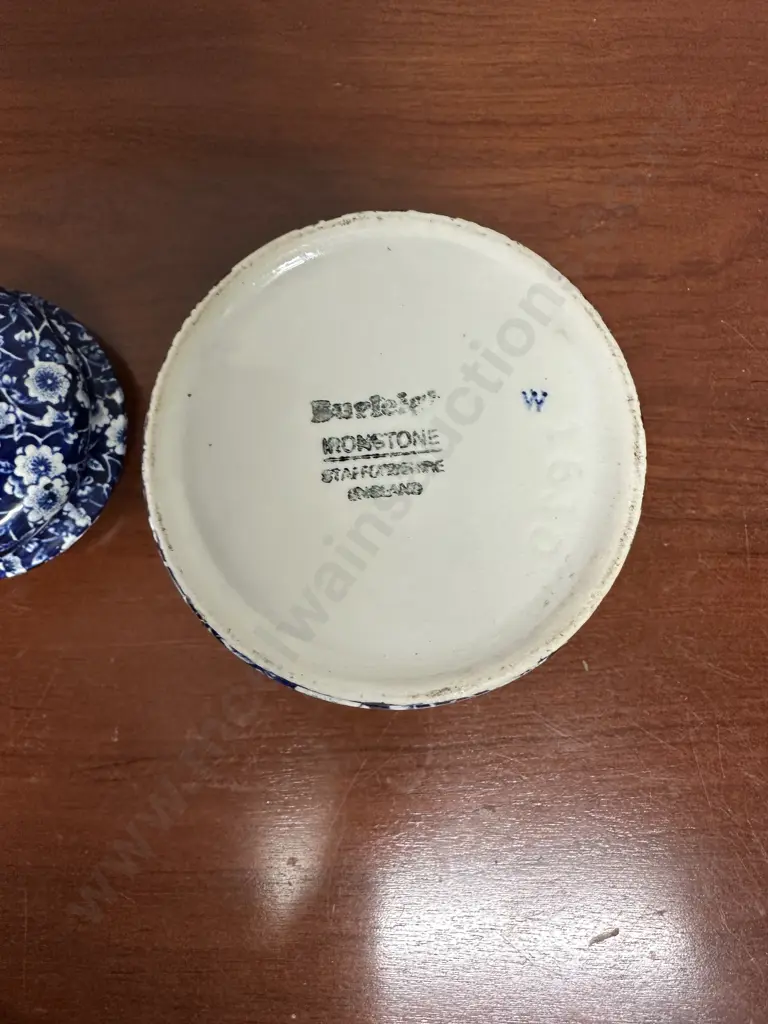 Burleigh
W
IRONSTONE
STAFFORDSHIRE
ENGLAND